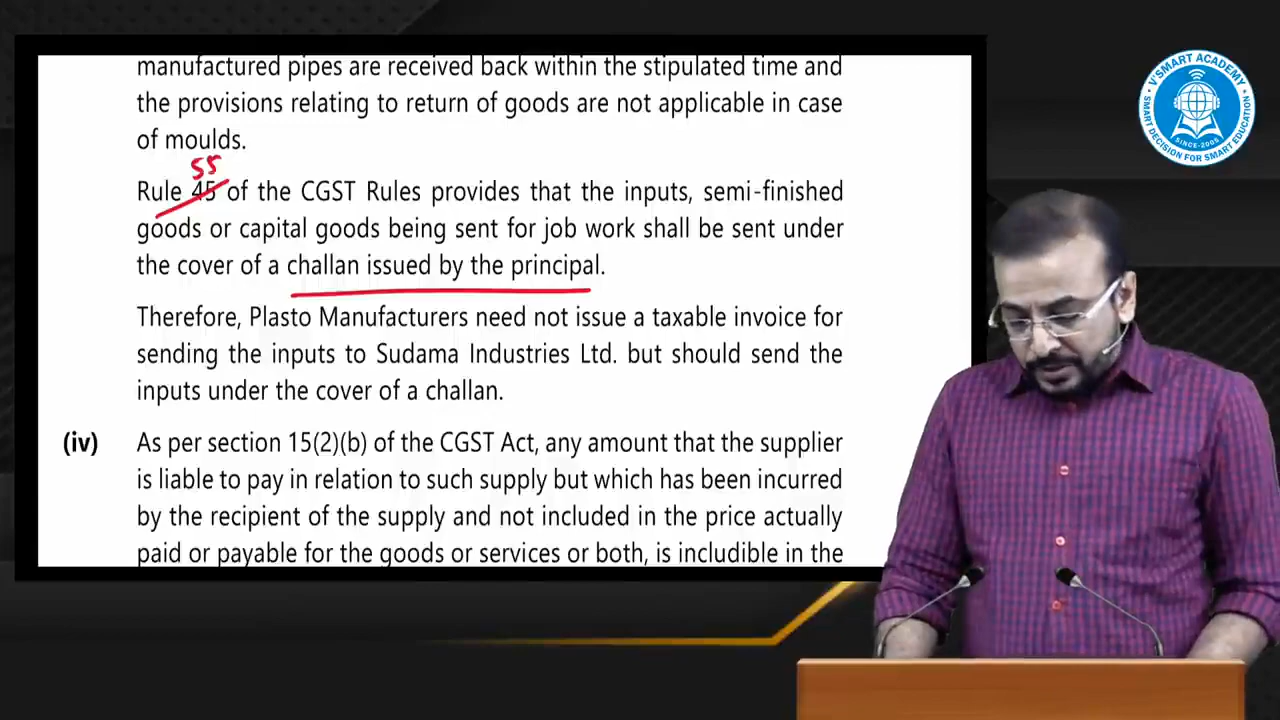 manufactured pipes are received back within the stipulated time and
the provisions relating to return of goods are not applicable in case
of moulds.
55
Rule 45 of the CGST Rules provides that the inputs, semi-finished
goods or capital goods being sent for job work shall be sent under
the cover of a challan issued by the principal.
Therefore, Plasto Manufacturers need not issue a taxable invoice for
sending the inputs to Sudama Industries Ltd. but should send the
inputs under the cover of a challan.
(iv) As per section 15(2)(b) of the CGST Act, any amount that the supplier
is liable to pay in relation to such supply but which has been incurred
by the recipient of the supply and not included in the price actually
paid or payable for the goods or services or both, is includible in the
V'SMART ACADEMY
SINCE-2005
SMART DECISION FOR SMART EDUCATION